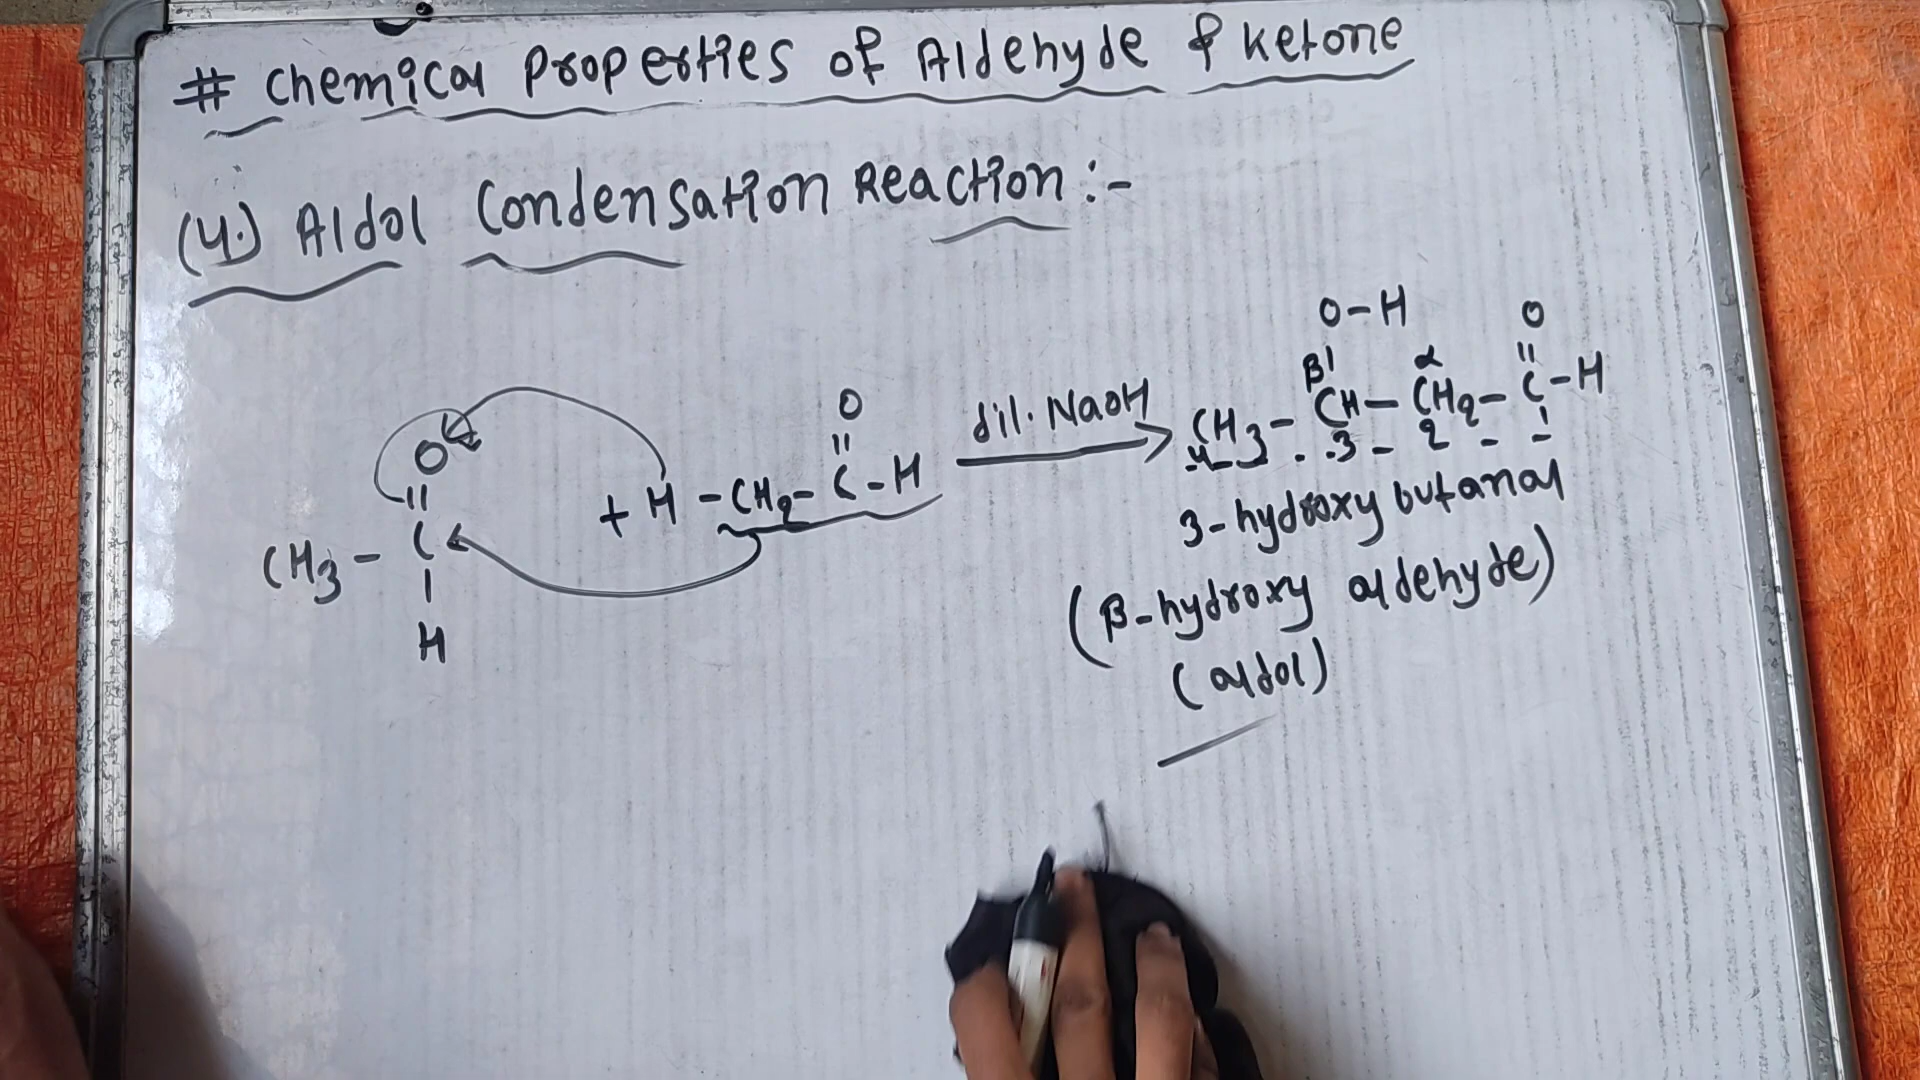 # Chemical Properties of Aldehyde & Ketone
(4.) Aldol Condensation Reaction :-
O-H O
β α
O O
CH3 - C + H - CH2 - C - H dil. NaOH CH3 - CH - CH2 - C - H
H
4 3 2 1
3-hydroxy butanal
(β-hydroxy aldehyde)
(aldol)